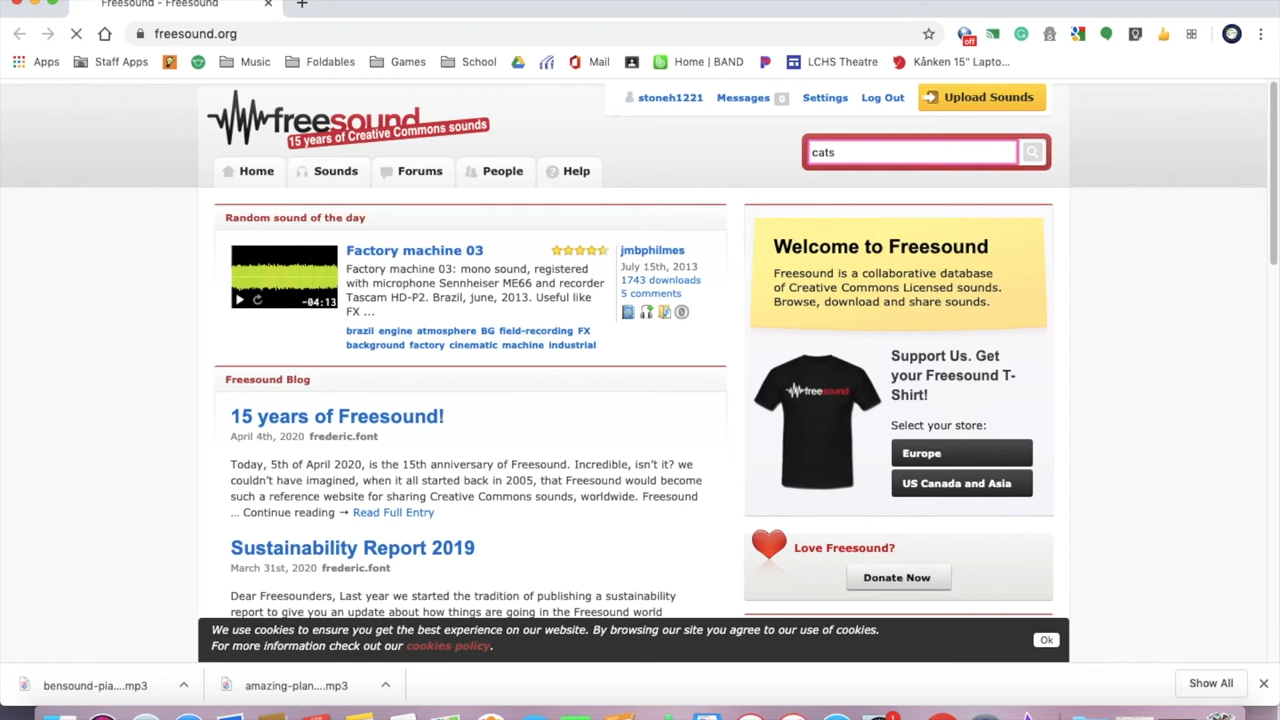 Freesound - Freesound
freesound.org
off
Apps Staff Apps Music Foldables Games School Mail Home | BAND LCHS Theatre Kånken 15" Lapto...
stoneh1221 Messages 0 Settings Log Out Upload Sounds
freesound
15 years of Creative Commons sounds
cats
Home Sounds Forums People Help
Random sound of the day
Factory machine 03
Factory machine 03: mono sound, registered
with microphone Sennheiser ME66 and recorder
Tascam HD-P2. Brazil, june, 2013. Useful like
FX ...
brazil engine atmosphere BG field-recording FX
background factory cinematic machine industrial
-04:13
jmbphilmes
July 15th, 2013
1743 downloads
5 comments
Freesound Blog
15 years of Freesound!
April 4th, 2020 frederic.font
Today, 5th of April 2020, is the 15th anniversary of Freesound. Incredible, isn't it? we
couldn't have imagined, when it all started back in 2005, that Freesound would become
such a reference website for sharing Creative Commons sounds, worldwide. Freesound
... Continue reading → Read Full Entry
Sustainability Report 2019
March 31st, 2020 frederic.font
Dear Freesounders, Last year we started the tradition of publishing a sustainability
report to give you an update about how things are going in the Freesound world
Welcome to Freesound
Freesound is a collaborative database
of Creative Commons Licensed sounds.
Browse, download and share sounds.
freesound
Support Us. Get
your Freesound T-
Shirt!
Select your store:
Europe
US Canada and Asia
Love Freesound?
Donate Now
We use cookies to ensure you get the best experience on our website. By browsing our site you agree to our use of cookies.
For more information check out our cookies policy.
Ok
bensound-pia....mp3 amazing-plan....mp3 Show All